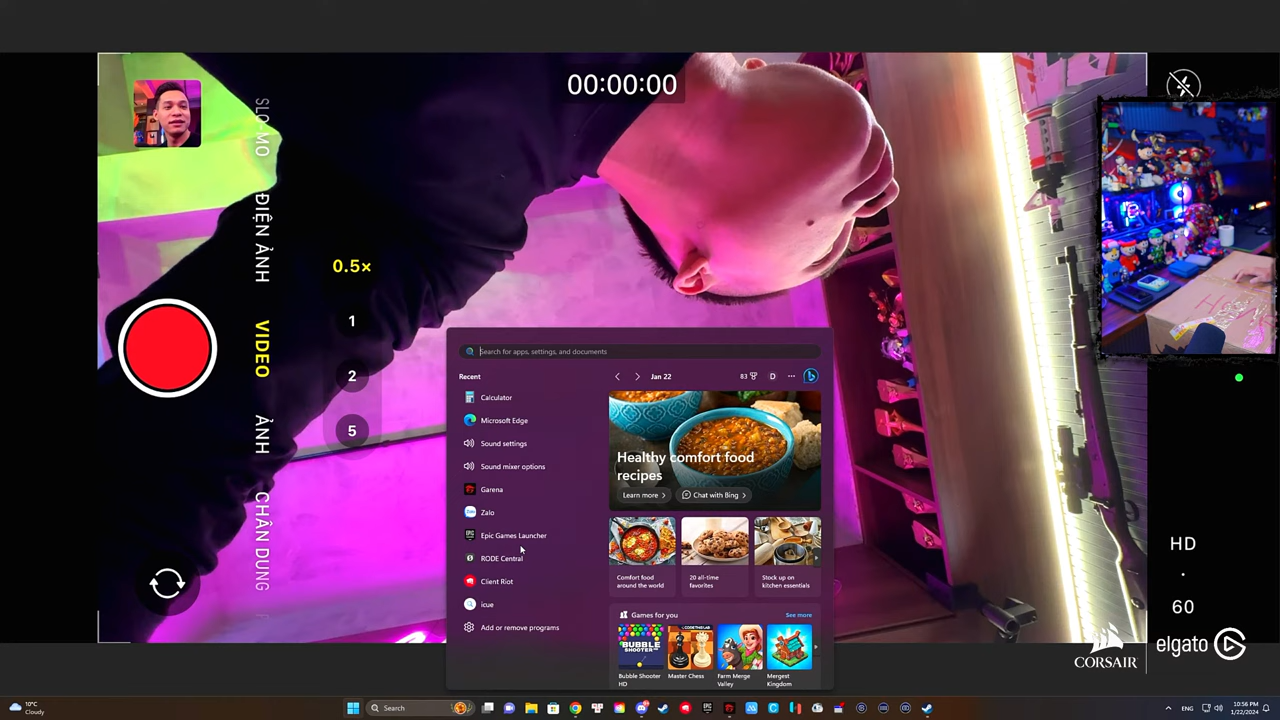 00:00:00
SLO MO
ĐIỆN ẢNH
VIDEO
ẢNH
CHÂN DUNG
0.5×
1
2
5
HD
60
CORSAIR
elgato
Search for apps, settings, and documents
Recent
Calculator
Microsoft Edge
Sound settings
Sound mixer options
Garena
Zalo
Epic Games Launcher
RODE Central
Client Riot
icue
Add or remove programs
Jan 22
83
D
Healthy comfort food
recipes
Learn more
Chat with Bing
Comfort food
around the world
20 all-time
favorites
Stock up on
kitchen essentials
Games for you
See more
Bubble Shooter
HD
Master Chess
Farm Merge
Valley
Mergest
Kingdom
10°C
Cloudy
Search
ENG
10:56 PM
1/22/2024